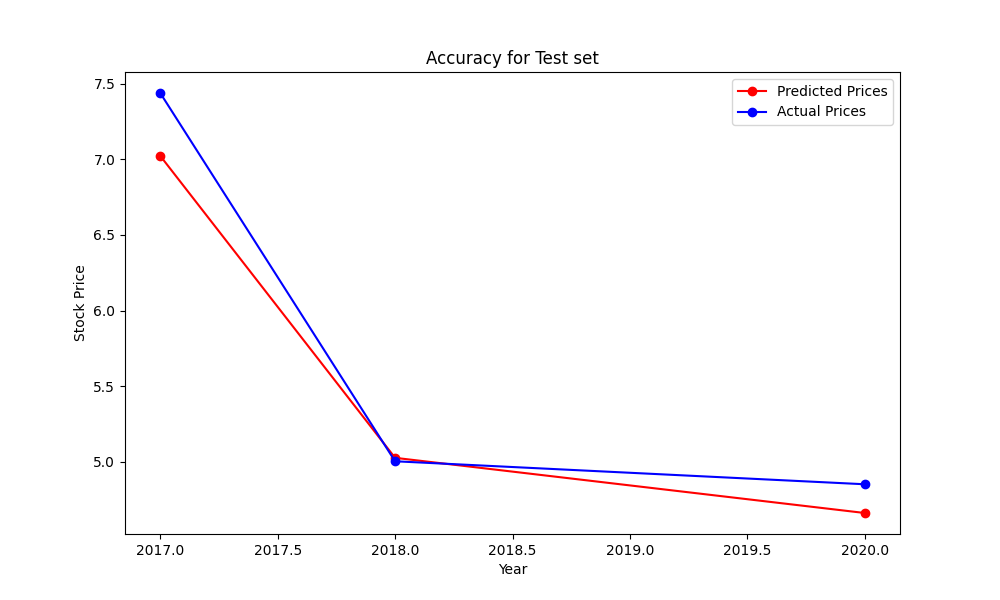 Accuracy for Test set
Predicted Prices
Actual Prices
7.5
7.0
6.5
6.0
5.5
5.0
Stock Price
2017.0
2017.5
2018.0
2018.5
2019.0
2019.5
2020.0
Year